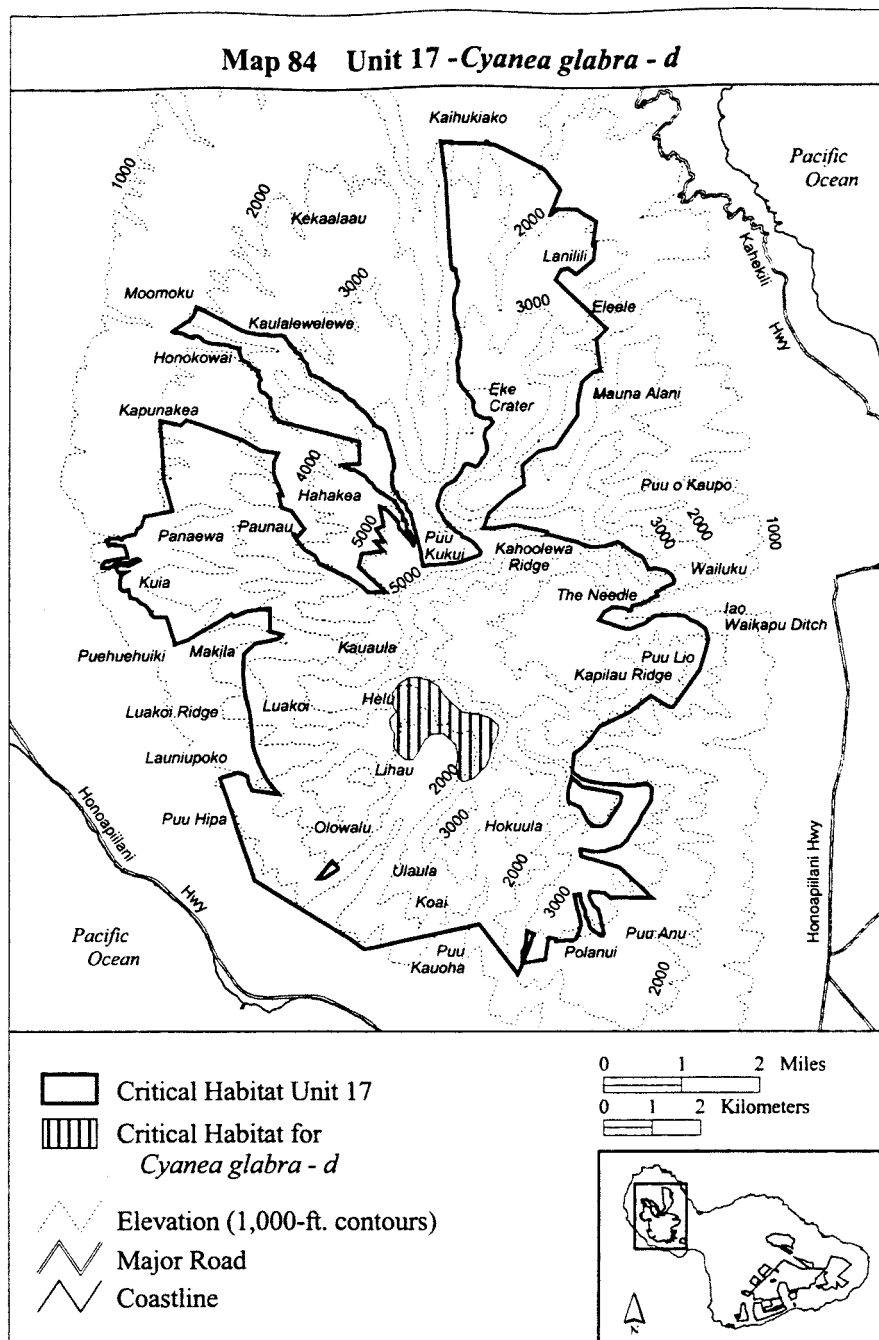 Map 84 Unit 17 - Cyanea glabra - d
Kaihukiako
Pacific
Ocean
1000
2000
Kekaalaau
2000
Lanilili
Kahekili
Hwy
3000
Moomoku
3000
Eleele
Kaulalewelewe
Honokowai
Eke
Crater
Mauna Alani
Kapunakea
4000
Hahakea
Puu o Kaupo
Panaewa
Paunau
5000
Puu
Kukui
Kahoolewa
Ridge
3000
2000
1000
Wailuku
Kuia
5000
The Needle
Iao
Waikapu Ditch
Puehuehuiki
Makila
Kauaula
Puu Lio
Kapilau Ridge
Luakoi Ridge
Luakoi
Helu
Launiupoko
Lihau
2000
Puu Hipa
Olowalu
3000
Hokuula
Honoapiilani
Hwy
Ulaula
2000
Honoapiilani Hwy
Koai
3000
Pacific
Ocean
Puu
Kauoha
Polanui
Puu Anu
2000
Critical Habitat Unit 17
Critical Habitat for
Cyanea glabra - d
Elevation (1,000-ft. contours)
Major Road
Coastline
0 1 2 Miles
0 1 2 Kilometers
N